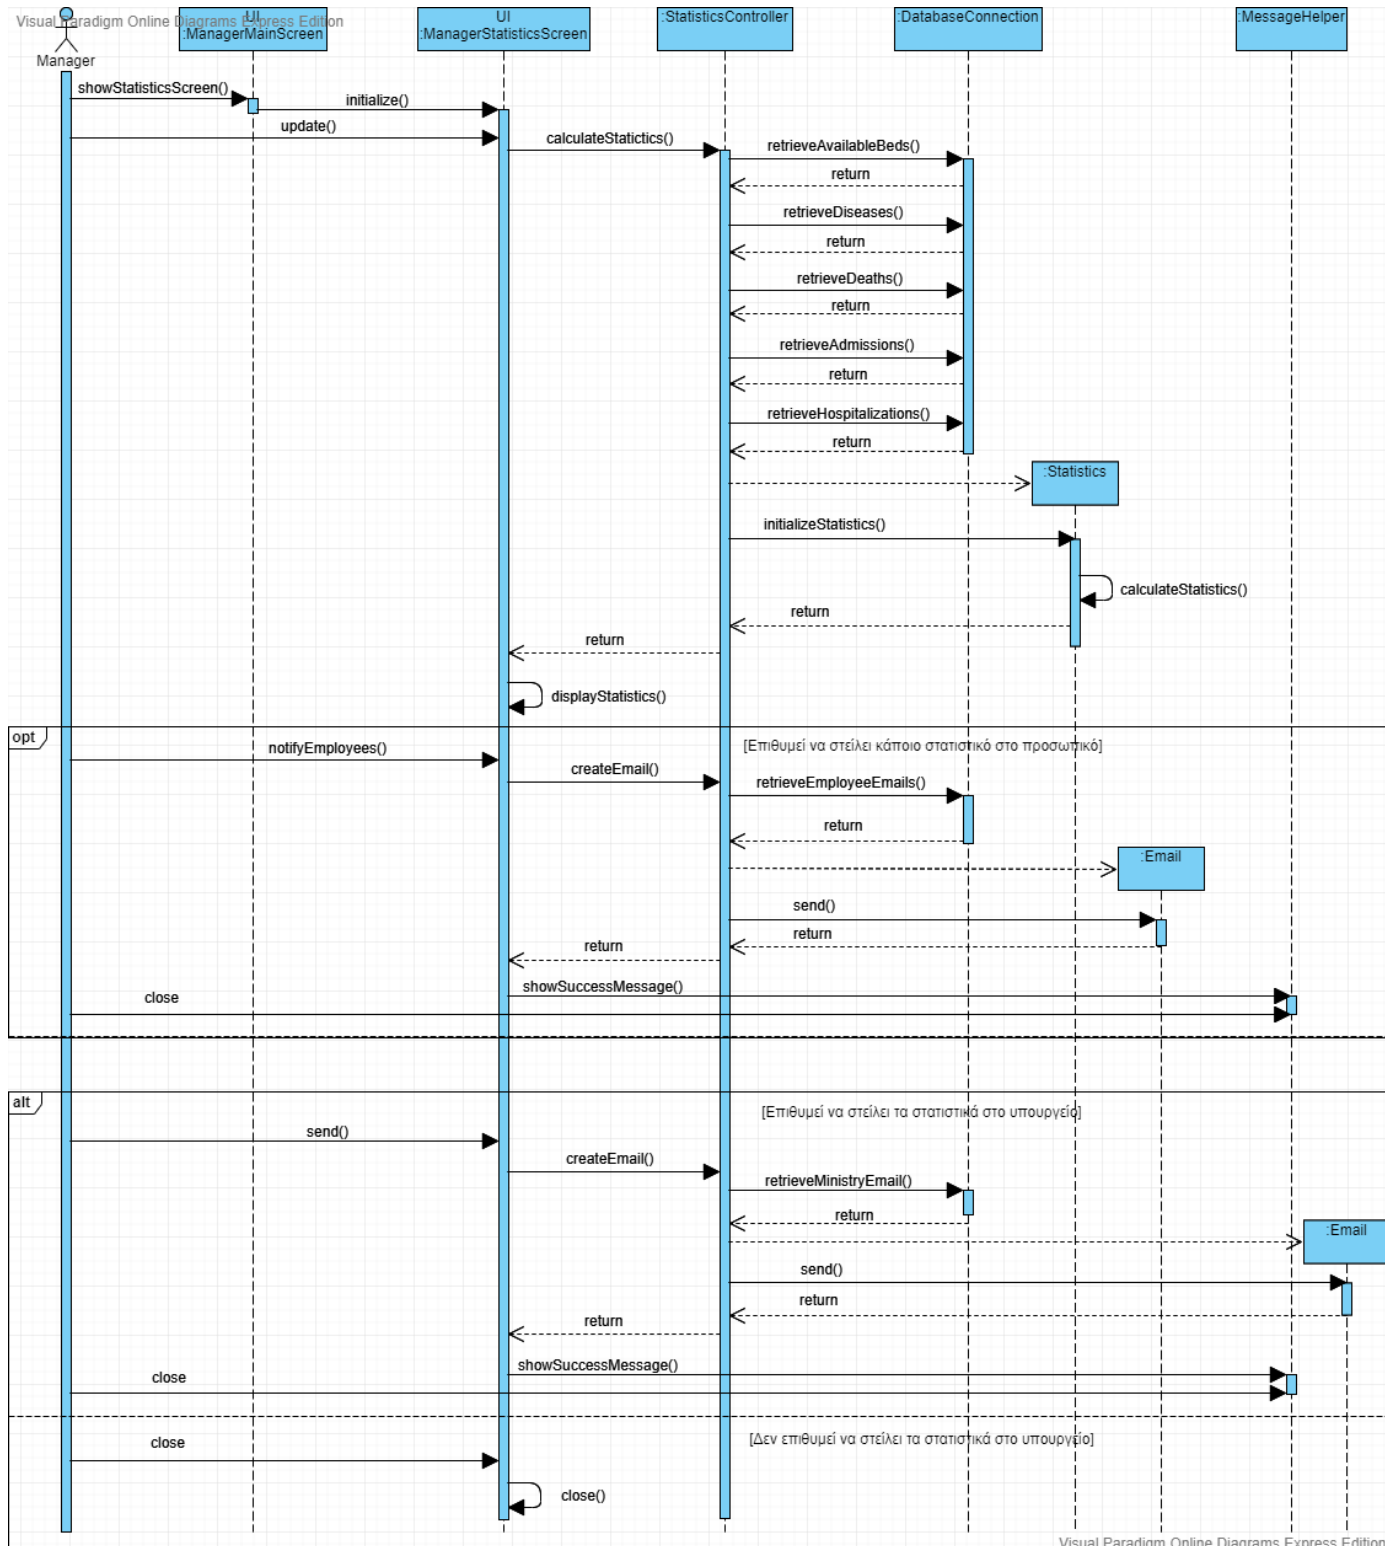 Visual Paradigm Online Diagrams Express Edition
Manager
UI
:ManagerMainScreen
UI
:ManagerStatisticsScreen
:StatisticsController
:DatabaseConnection
:MessageHelper
showStatisticsScreen()
initialize()
update()
calculateStatictics()
retrieveAvailableBeds()
return
retrieveDiseases()
return
retrieveDeaths()
return
retrieveAdmissions()
return
retrieveHospitalizations()
return
:Statistics
initializeStatistics()
calculateStatistics()
return
return
displayStatistics()
opt
[Επιθυμεί να στείλει κάποιο στατιστικό στο προσωπικό]
notifyEmployees()
createEmail()
retrieveEmployeeEmails()
return
:Email
send()
return
return
showSuccessMessage()
close
alt
[Επιθυμεί να στείλει τα στατιστικά στο υπουργείο]
send()
createEmail()
retrieveMinistryEmail()
return
:Email
send()
return
return
showSuccessMessage()
close
close
[Δεν επιθυμεί να στείλει τα στατιστικά στο υπουργείο]
close()
Visual Paradigm Online Diagrams Express Edition